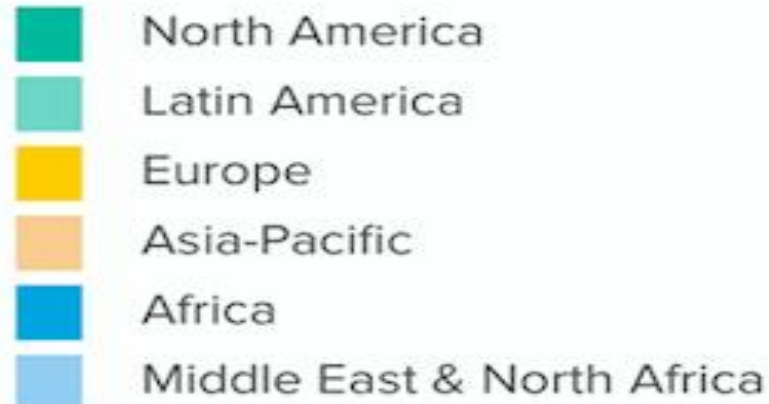 North America
Latin America
Europe
Asia-Pacific
Africa
Middle East & North Africa